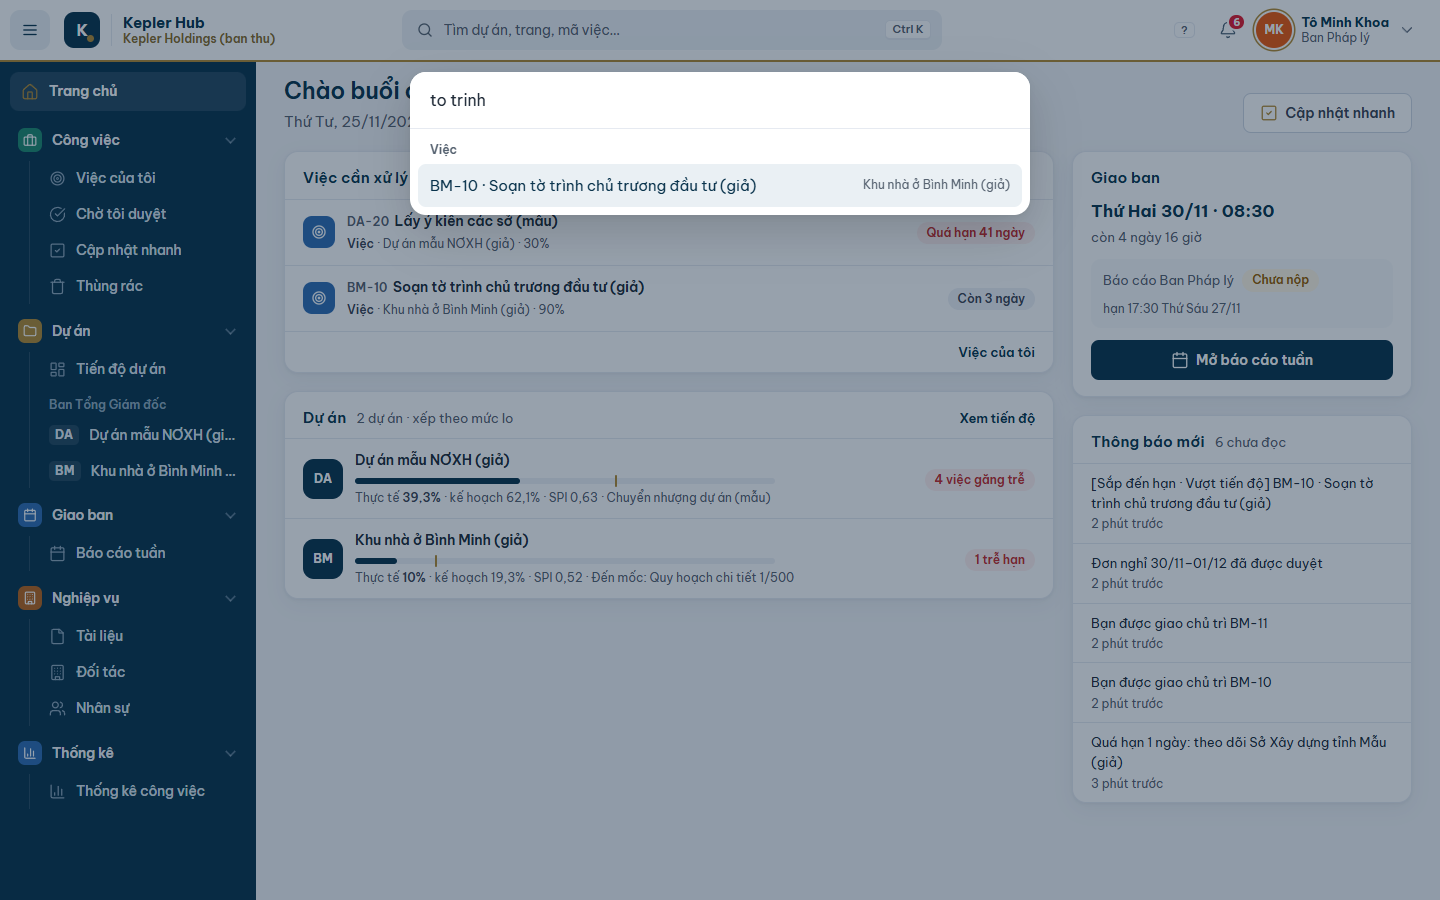 Kepler Hub
Kepler Holdings (ban thu)
Tìm dự án, trang, mã việc...
Ctrl K
?
6
MK
Tô Minh Khoa
Ban Pháp lý
Trang chủ
Công việc
Việc của tôi
Chờ tôi duyệt
Cập nhật nhanh
Thùng rác
Dự án
Tiến độ dự án
Ban Tổng Giám đốc
DA Dự án mẫu NƠXH (gi...
BM Khu nhà ở Bình Minh ...
Giao ban
Báo cáo tuần
Nghiệp vụ
Tài liệu
Đối tác
Nhân sự
Thống kê
Thống kê công việc
Chào buổi
Thứ Tư, 25/11/20
Cập nhật nhanh
to trinh
Việc
BM-10 · Soạn tờ trình chủ trương đầu tư (giả)
Khu nhà ở Bình Minh (giả)
Việc cần xử lý
DA-20 Lấy ý kiến các sở (mẫu)
Việc · Dự án mẫu NƠXH (giả) · 30%
Quá hạn 41 ngày
BM-10 Soạn tờ trình chủ trương đầu tư (giả)
Việc · Khu nhà ở Bình Minh (giả) · 90%
Còn 3 ngày
Việc của tôi
Dự án 2 dự án · xếp theo mức lo
Xem tiến độ
DA
Dự án mẫu NƠXH (giả)
Thực tế 39,3% · kế hoạch 62,1% · SPI 0,63 · Chuyển nhượng dự án (mẫu)
4 việc găng trễ
BM
Khu nhà ở Bình Minh (giả)
Thực tế 10% · kế hoạch 19,3% · SPI 0,52 · Đến mốc: Quy hoạch chi tiết 1/500
1 trễ hạn
Giao ban
Thứ Hai 30/11 · 08:30
còn 4 ngày 16 giờ
Báo cáo Ban Pháp lý Chưa nộp
hạn 17:30 Thứ Sáu 27/11
Mở báo cáo tuần
Thông báo mới 6 chưa đọc
[Sắp đến hạn · Vượt tiến độ] BM-10 · Soạn tờ
trình chủ trương đầu tư (giả)
2 phút trước
Đơn nghỉ 30/11–01/12 đã được duyệt
2 phút trước
Bạn được giao chủ trì BM-11
2 phút trước
Bạn được giao chủ trì BM-10
2 phút trước
Quá hạn 1 ngày: theo dõi Sở Xây dựng tỉnh Mẫu
(giả)
3 phút trước